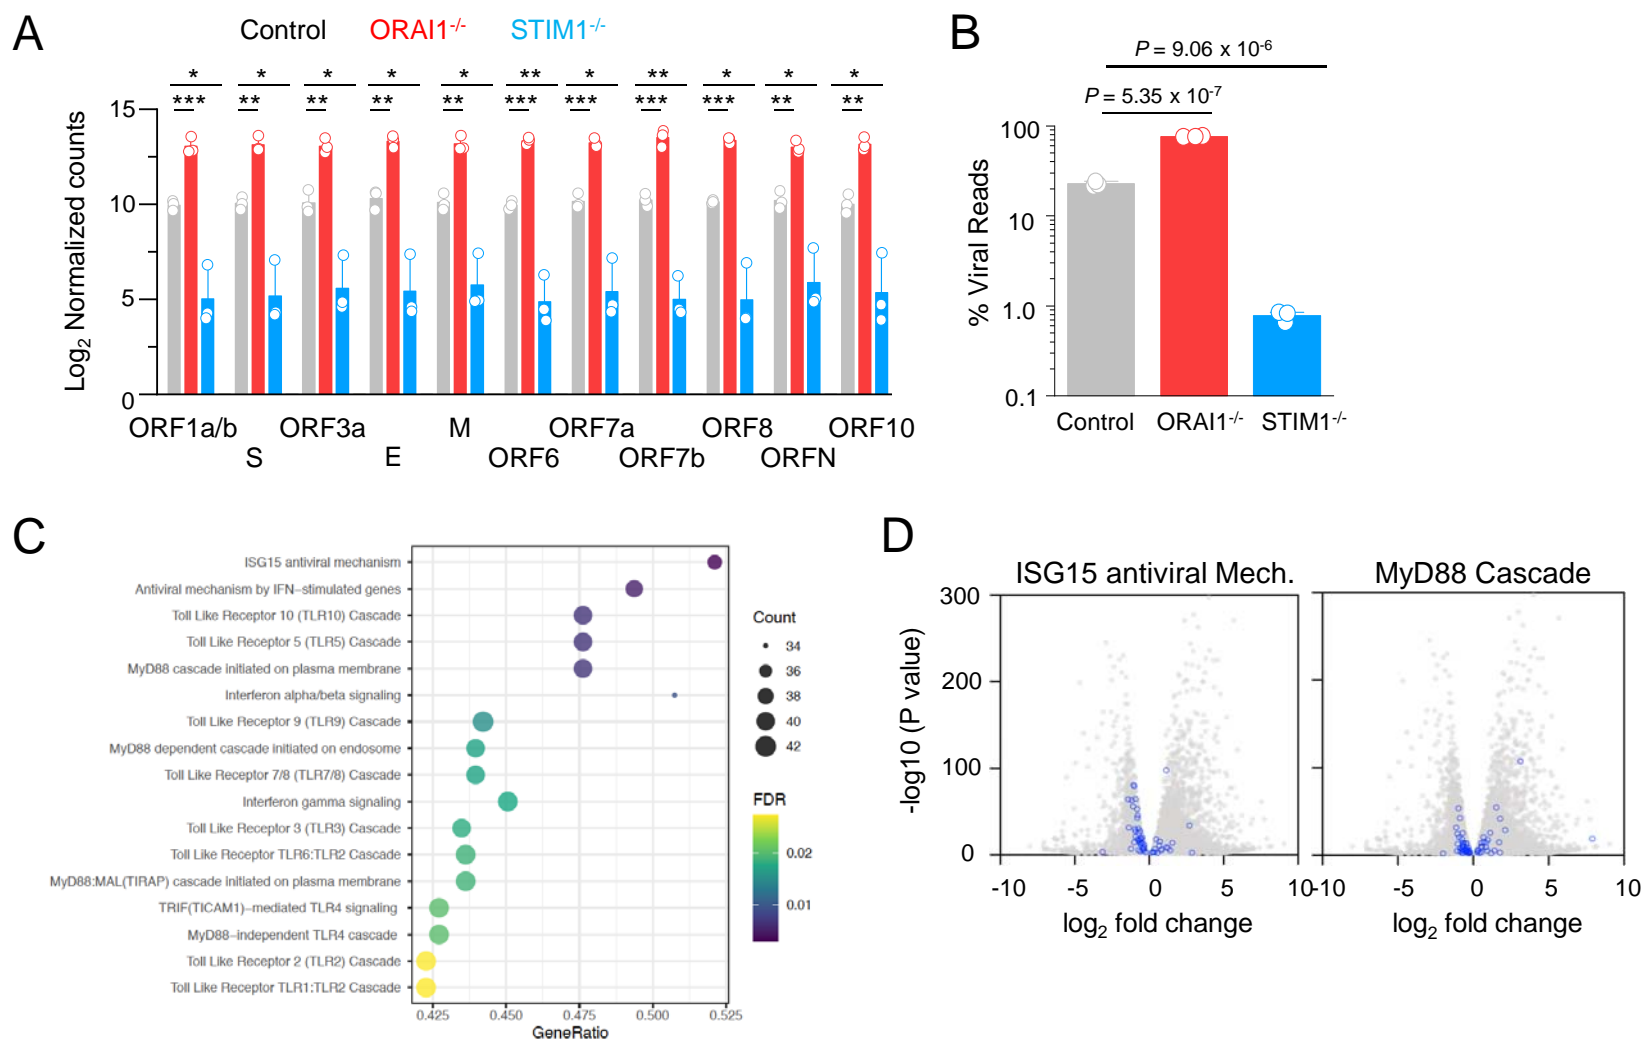 A
Control ORAI1-/- STIM1-/-
* * * * * ** * ** * * *
*** ** ** ** ** *** *** *** *** ** **
Log2 Normalized counts
15
10
5
0
ORF1a/b ORF3a M ORF7a ORF8 ORF10
S E ORF6 ORF7b ORFN
B
P = 9.06 x 10-6
P = 5.35 x 10-7
% Viral Reads
100
10
1.0
0.1
Control ORAI1-/- STIM1-/-
C
ISG15 antiviral mechanism
Antiviral mechanism by IFN−stimulated genes
Toll Like Receptor 10 (TLR10) Cascade
Toll Like Receptor 5 (TLR5) Cascade
MyD88 cascade initiated on plasma membrane
Interferon alpha/beta signaling
Toll Like Receptor 9 (TLR9) Cascade
MyD88 dependent cascade initiated on endosome
Toll Like Receptor 7/8 (TLR7/8) Cascade
Interferon gamma signaling
Toll Like Receptor 3 (TLR3) Cascade
Toll Like Receptor TLR6:TLR2 Cascade
MyD88:MAL(TIRAP) cascade initiated on plasma membrane
TRIF(TICAM1)−mediated TLR4 signaling
MyD88−independent TLR4 cascade
Toll Like Receptor 2 (TLR2) Cascade
Toll Like Receptor TLR1:TLR2 Cascade
0.425 0.450 0.475 0.500 0.525
GeneRatio
Count
34
36
38
40
42
FDR
0.02
0.01
D
ISG15 antiviral Mech. MyD88 Cascade
-log10 (P value)
300
200
100
0
-10 -5 0 5 10 -10 -5 0 5 10
log2 fold change log2 fold change